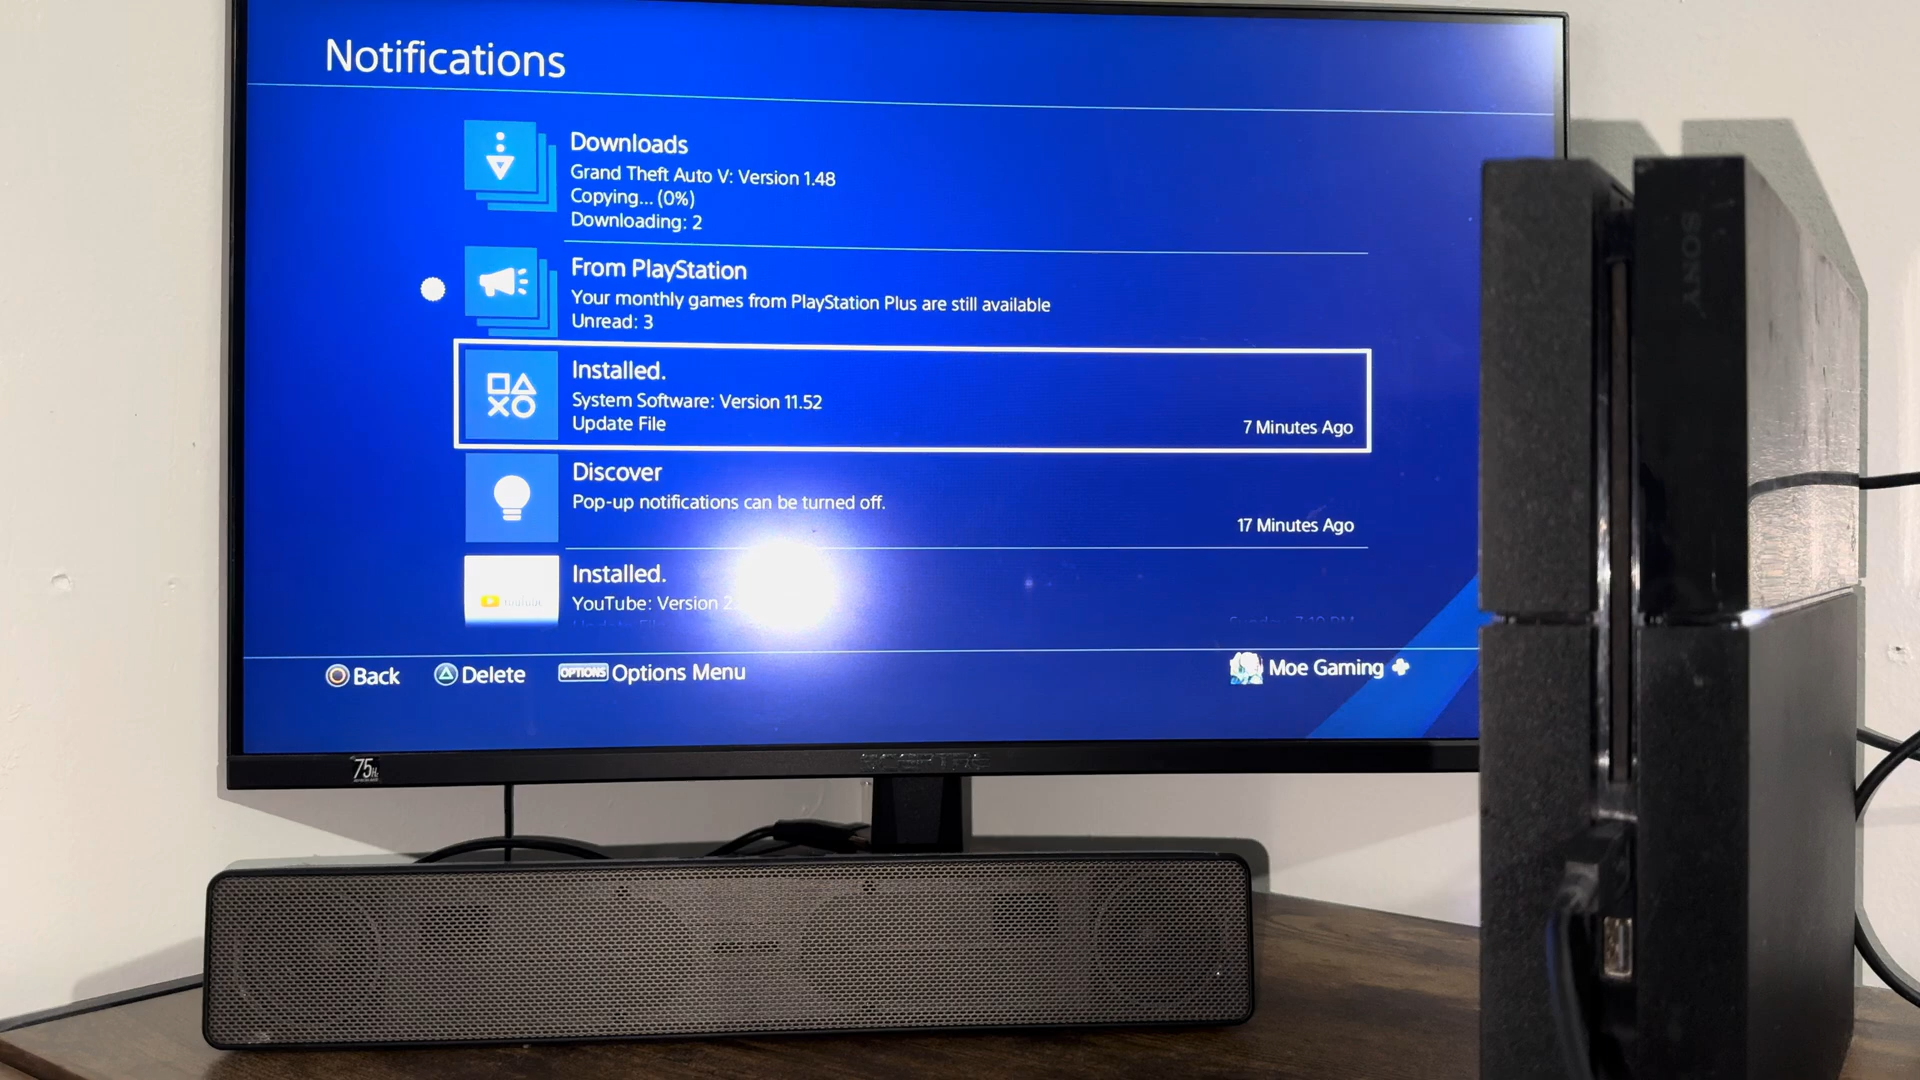 Notifications
Downloads
Grand Theft Auto V: Version 1.48
Copying... (0%)
Downloading: 2
From PlayStation
Your monthly games from PlayStation Plus are still available
Unread: 3
Installed.
System Software: Version 11.52
Update File
7 Minutes Ago
Discover
Pop-up notifications can be turned off.
17 Minutes Ago
Installed.
YouTube: Version 2
Back
Delete
OPTIONS Options Menu
Moe Gaming
75Hz
SONY